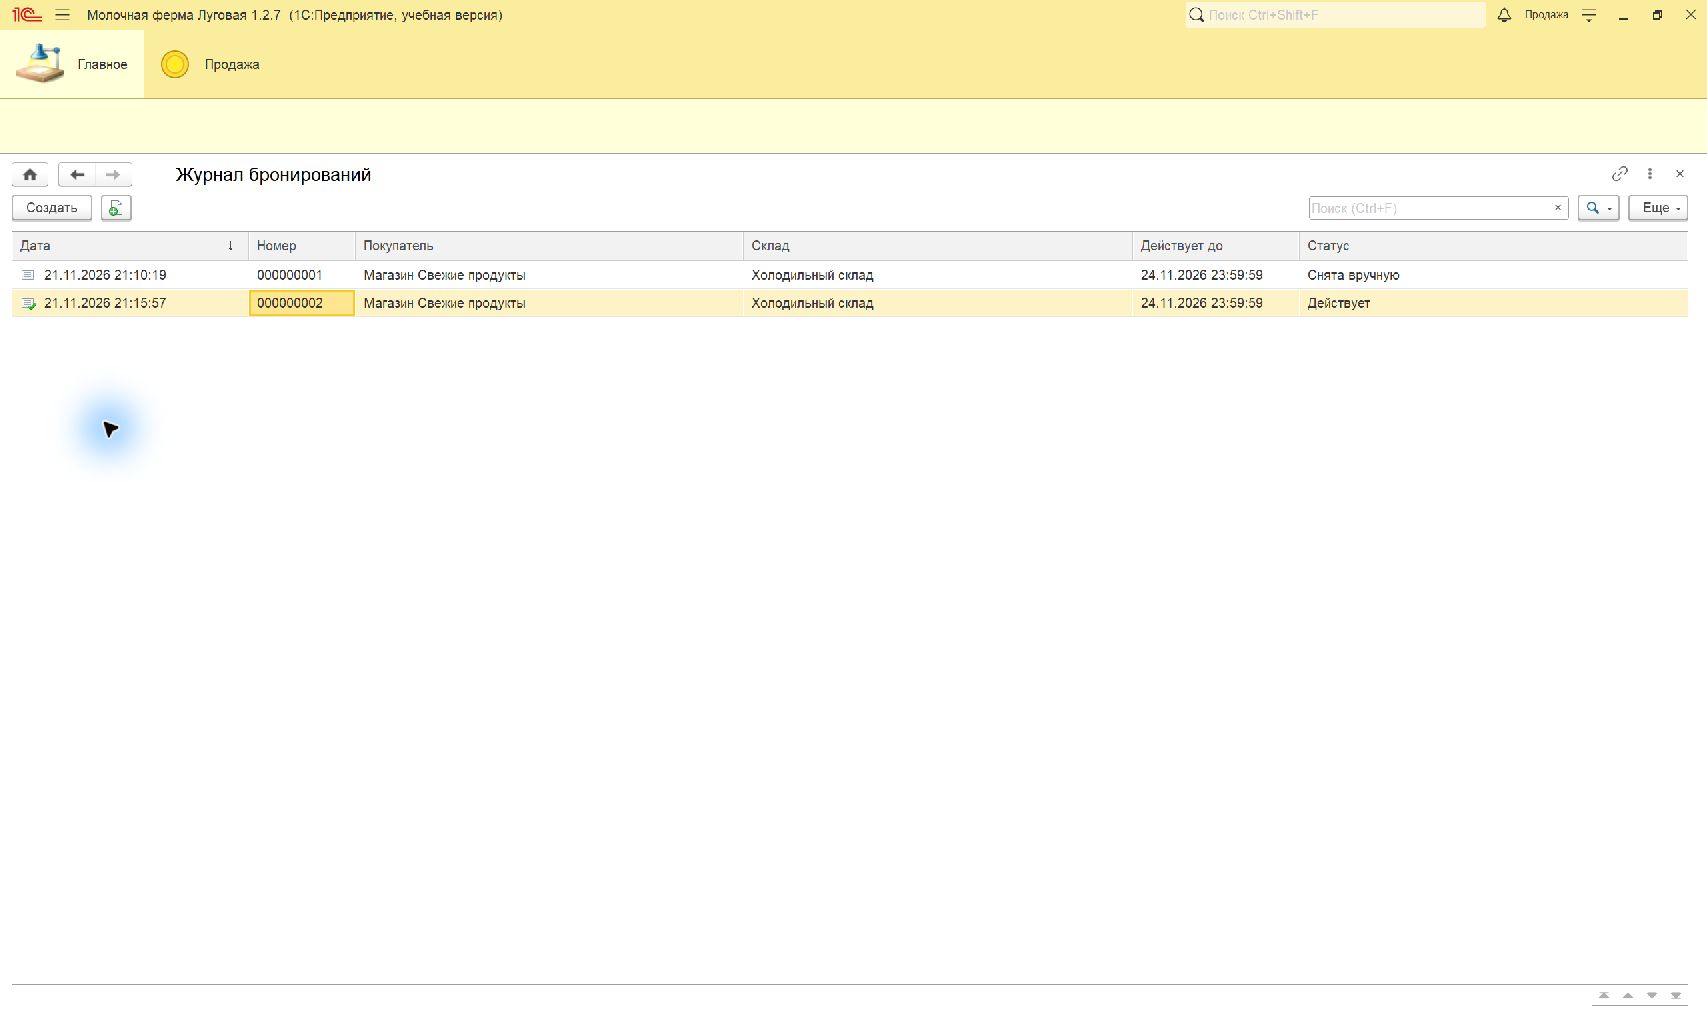 1С Молочная ферма Луговая 1.2.7 (1С:Предприятие, учебная версия) Поиск Ctrl+Shift+F Продажа
Главное Продажа
Журнал бронирований
Создать Поиск (Ctrl+F) × Еще
Дата ↓ Номер Покупатель Склад Действует до Статус
21.11.2026 21:10:19 000000001 Магазин Свежие продукты Холодильный склад 24.11.2026 23:59:59 Снята вручную
21.11.2026 21:15:57 000000002 Магазин Свежие продукты Холодильный склад 24.11.2026 23:59:59 Действует